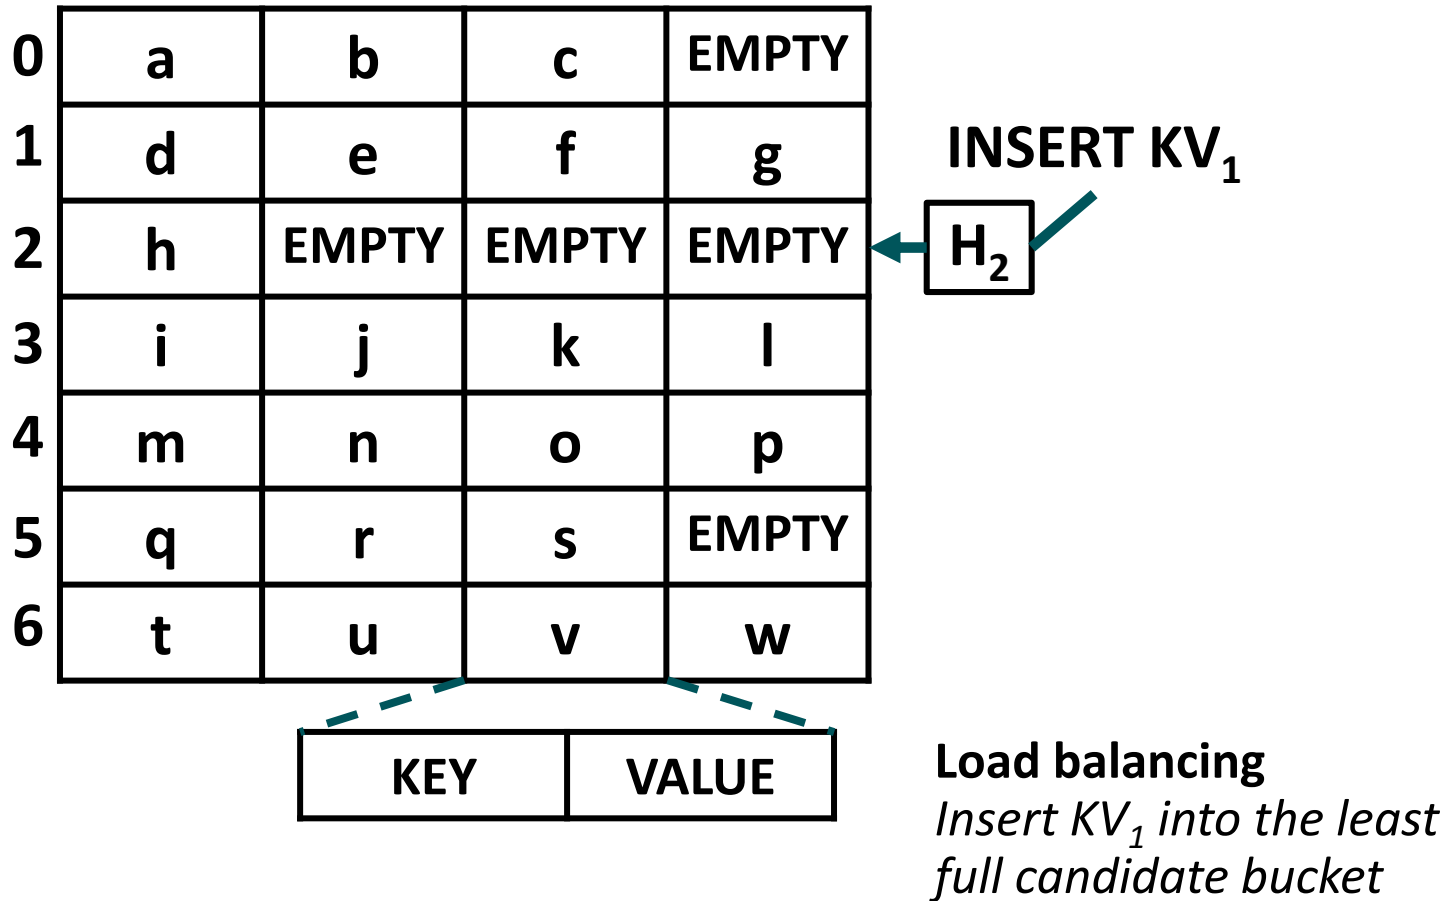 0 a b c EMPTY
1 d e f g
INSERT KV1
2 h EMPTY EMPTY EMPTY
H2
3 i j k l
4 m n o p
5 q r s EMPTY
6 t u v w
KEY VALUE
Load balancing
Insert KV1 into the least
full candidate bucket